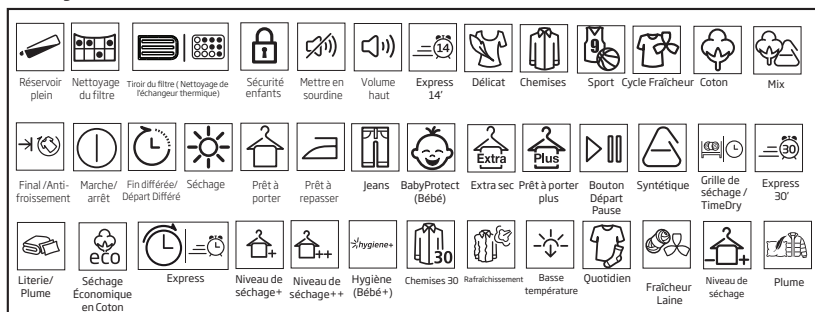 14
9
Réservoir plein
Nettoyage du filtre
Tiroir du filtre ( Nettoyage de l'échangeur thermique)
Sécurité enfants
Mettre en sourdine
Volume haut
Express 14'
Délicat
Chemises
Sport
Cycle Fraîcheur
Coton
Mix
Extra
Plus
30
Final /Anti-froissement
Marche/ arrêt
Fin différée/ Départ Différé
Séchage
Prêt à porter
Prêt à repasser
Jeans
BabyProtect (Bébé)
Extra sec
Prêt à porter plus
Bouton Départ Pause
Syntétique
Grille de séchage / TimeDry
Express 30'
eco
+
++
hygiene+
30
- +
Literie/ Plume
Séchage Économique en Coton
Express
Niveau de séchage+
Niveau de séchage++
Hygiène (Bébé+)
Chemises 30
Rafraîchissement
Basse température
Quotidien
Fraîcheur Laine
Niveau de séchage
Plume